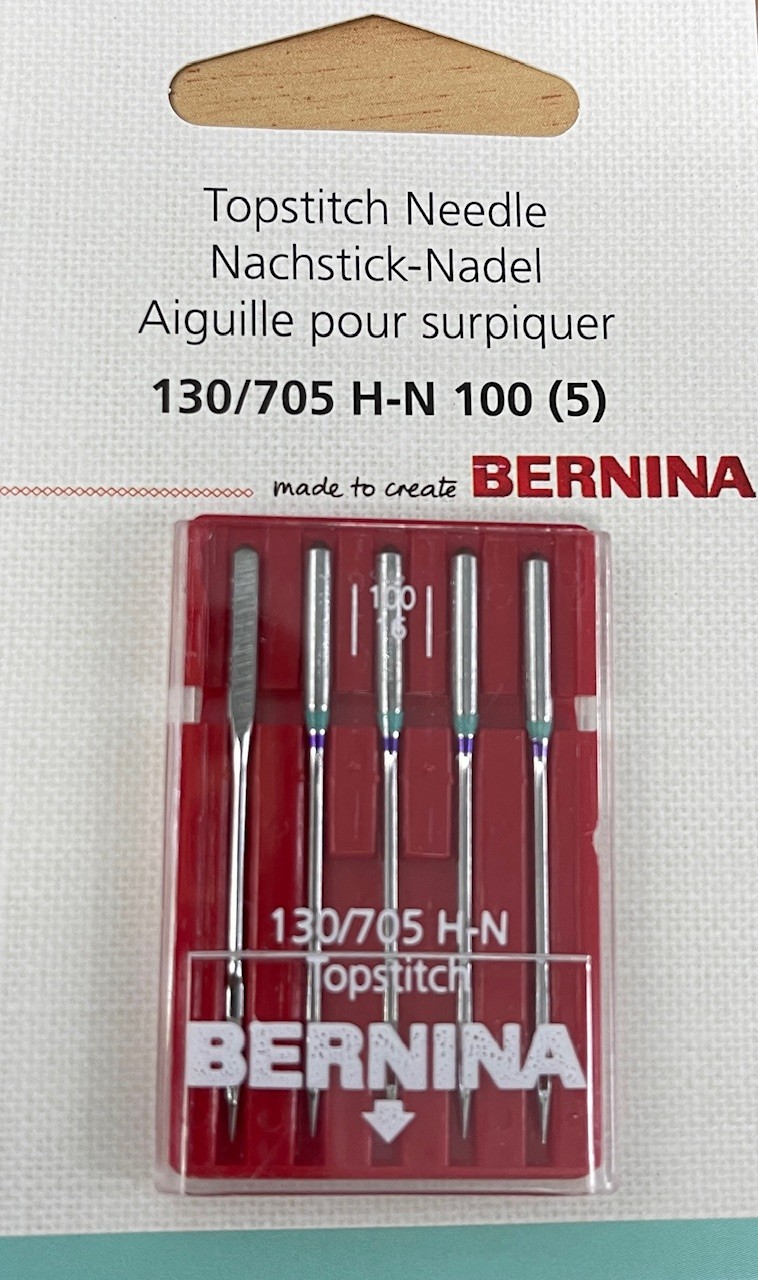 Topstitch Needle
Nachstick-Nadel
Aiguille pour surpiquer
130/705 H-N 100 (5)
made to create BERNINA
100
16
130/705 H-N
Topstitch
BERNINA